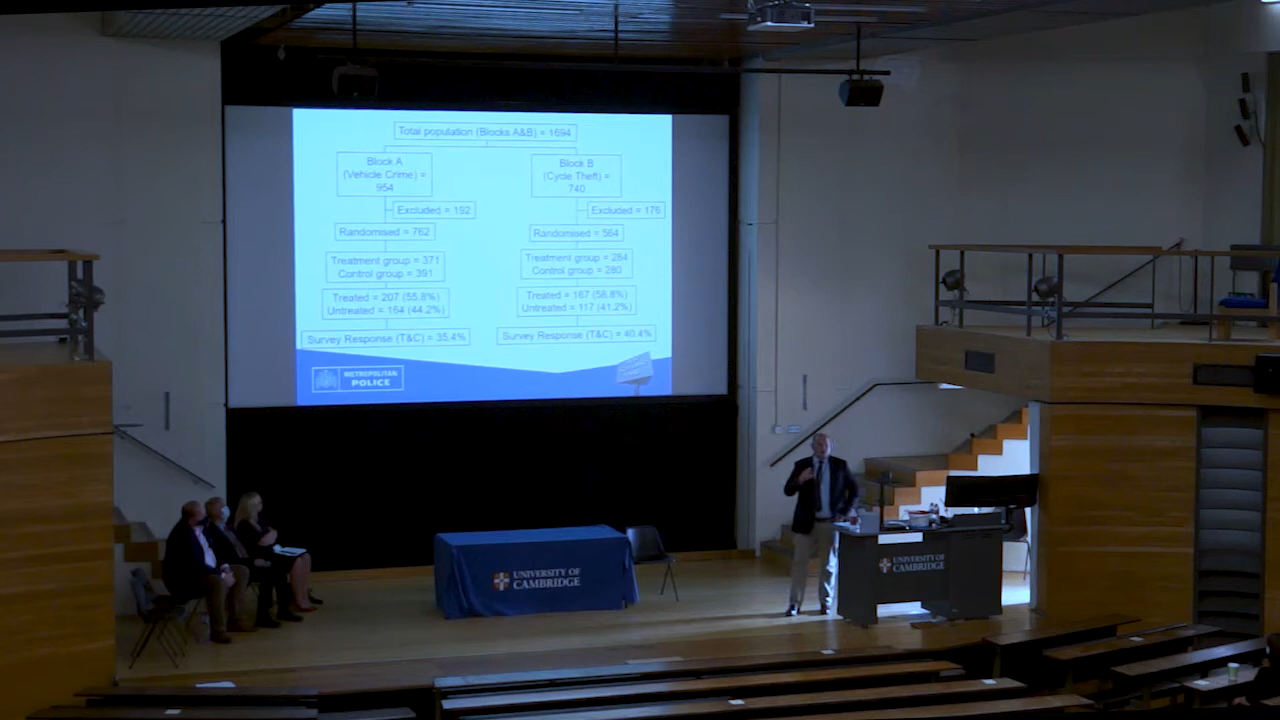 Total population (Blocks A&B) = 1694
Block A
(Vehicle Crime) =
954
Block B
(Cycle Theft) =
740
Excluded = 192
Excluded = 176
Randomised = 762
Randomised = 564
Treatment group = 371
Control group = 391
Treatment group = 284
Control group = 280
Treated = 207 (55.8%)
Untreated = 164 (44.2%)
Treated = 167 (58.8%)
Untreated = 117 (41.2%)
Survey Response (T&C) = 35.4%
Survey Response (T&C) = 40.4%
METROPOLITAN
POLICE
UNIVERSITY OF
CAMBRIDGE
UNIVERSITY OF
CAMBRIDGE